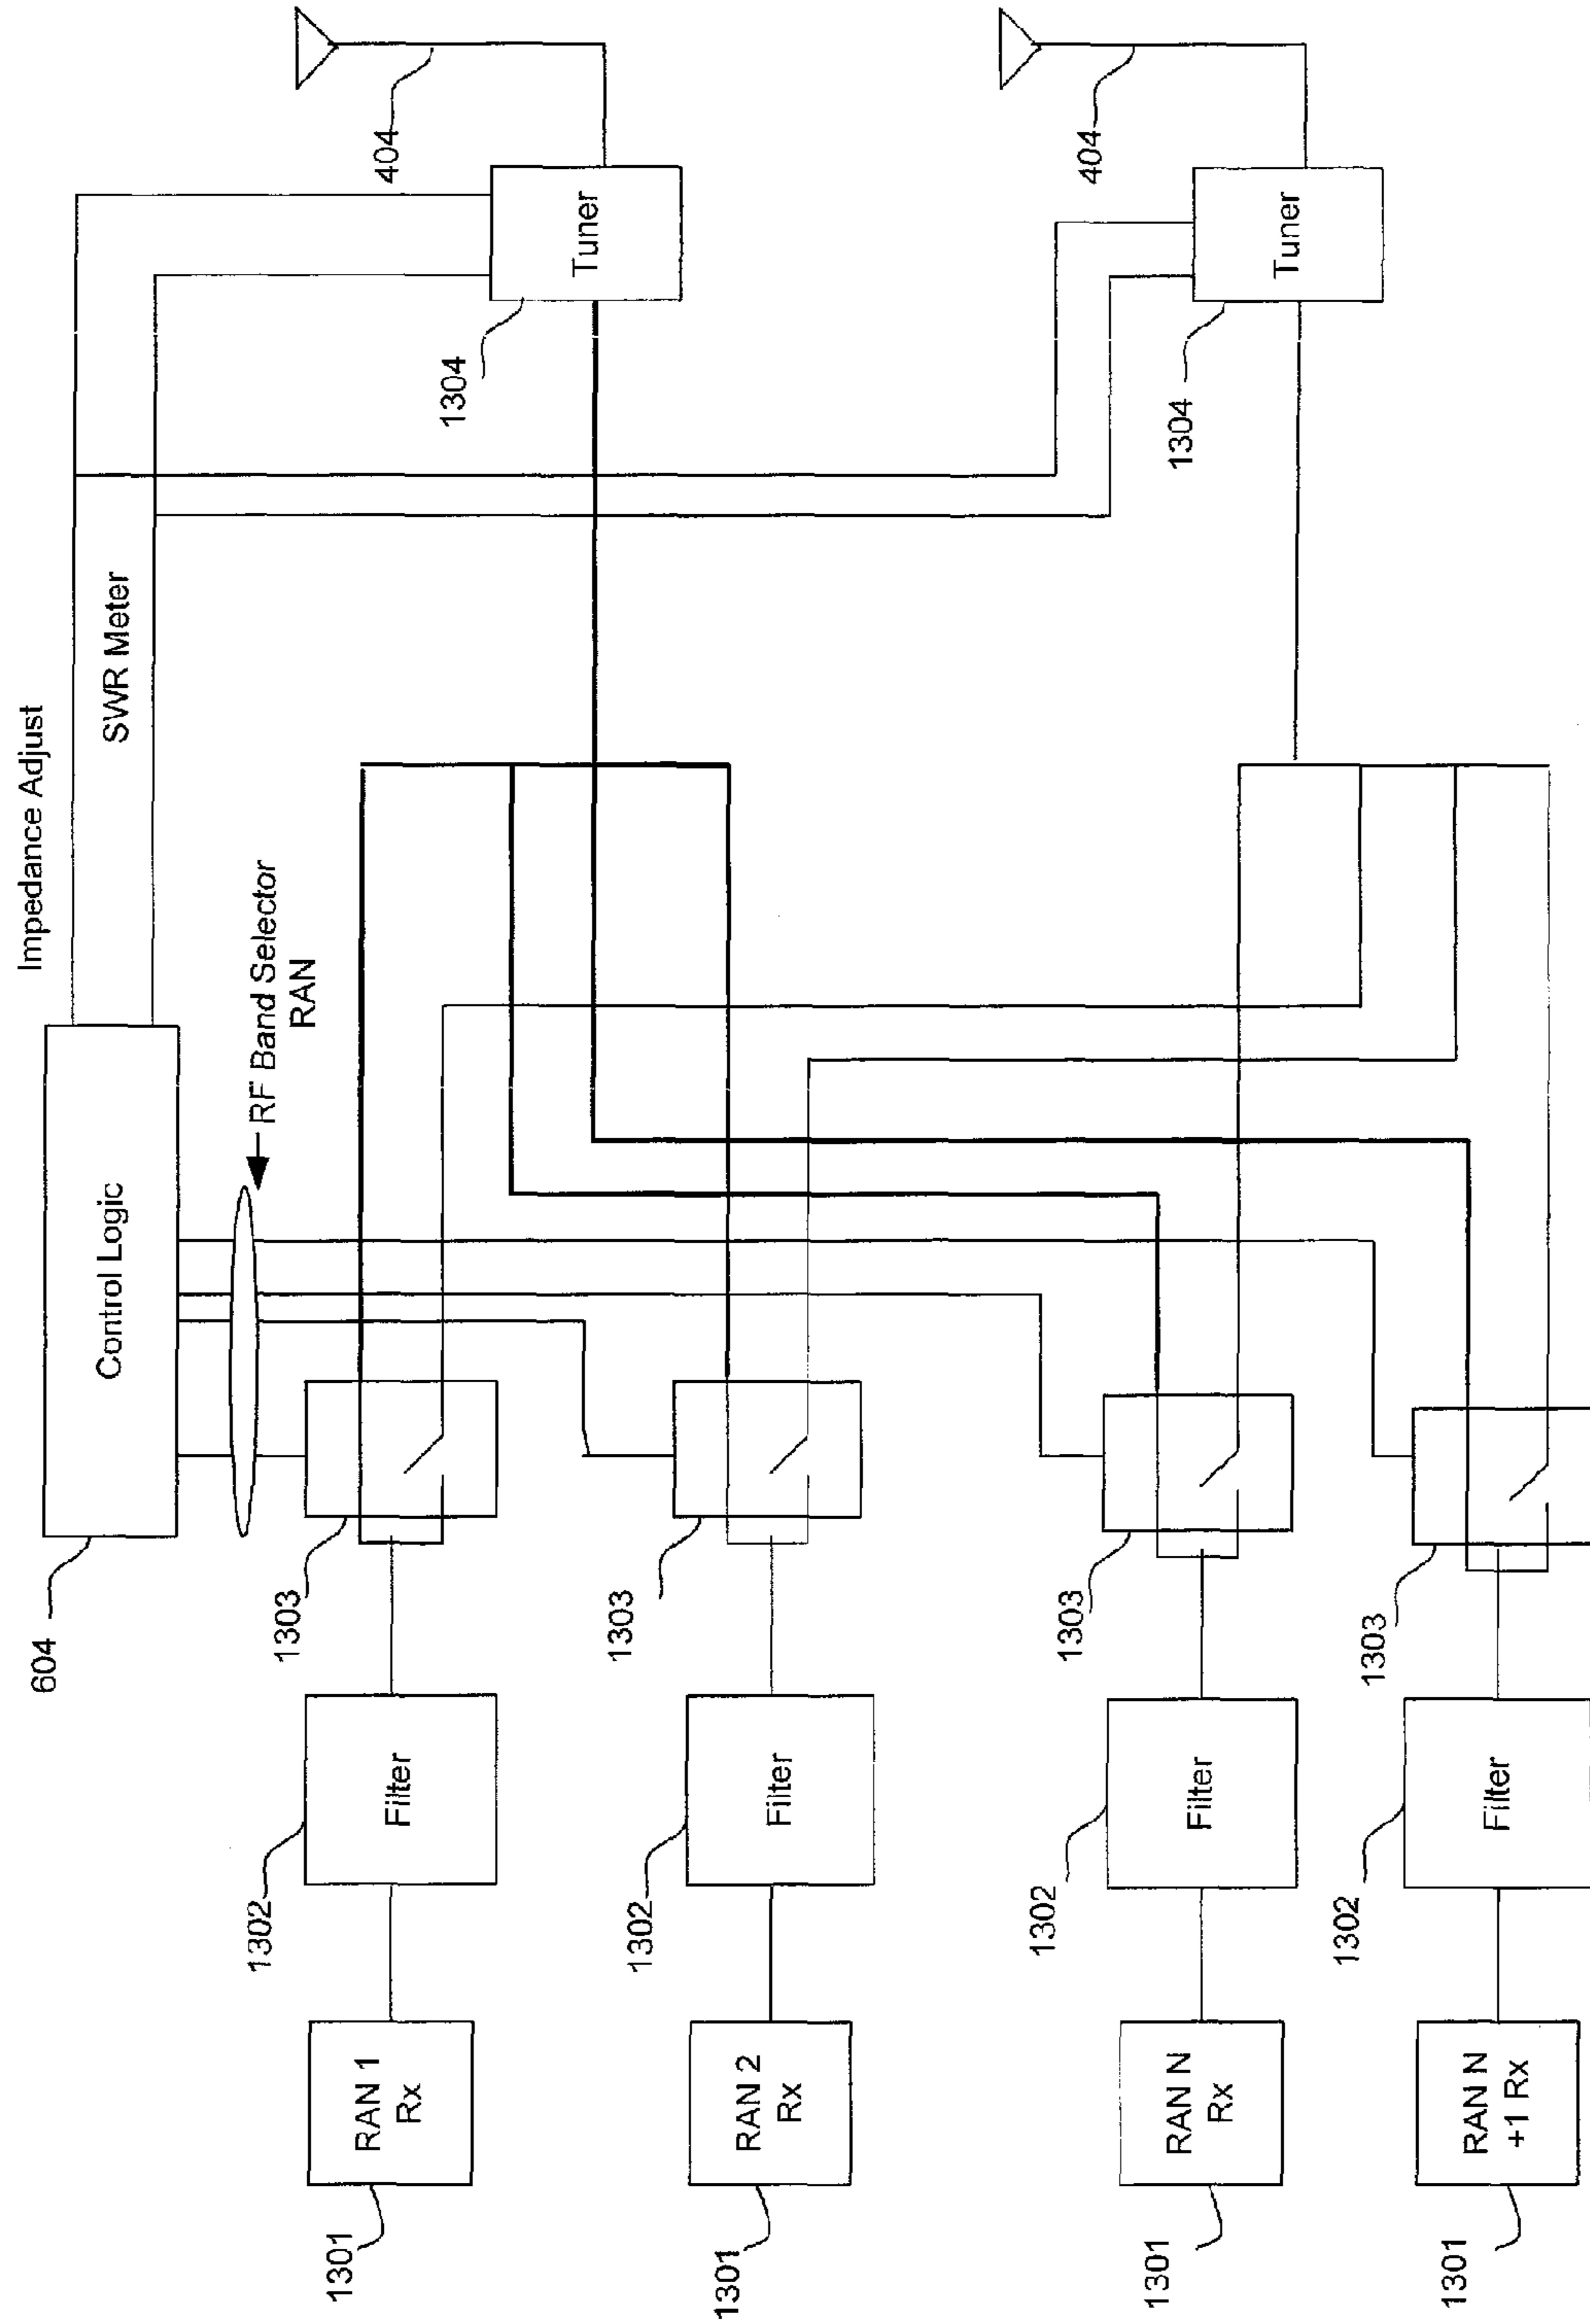 Impedance Adjust
SWR Meter
604
Control Logic
RF Band Selector
RAN
404
1304
Tuner
1301
RAN 1
Rx
1302
Filter
1303
1301
RAN 2
Rx
1302
Filter
1303
404
1304
Tuner
1301
RAN N
Rx
1302
Filter
1303
1301
RAN N
+1 Rx
1302
Filter
1303